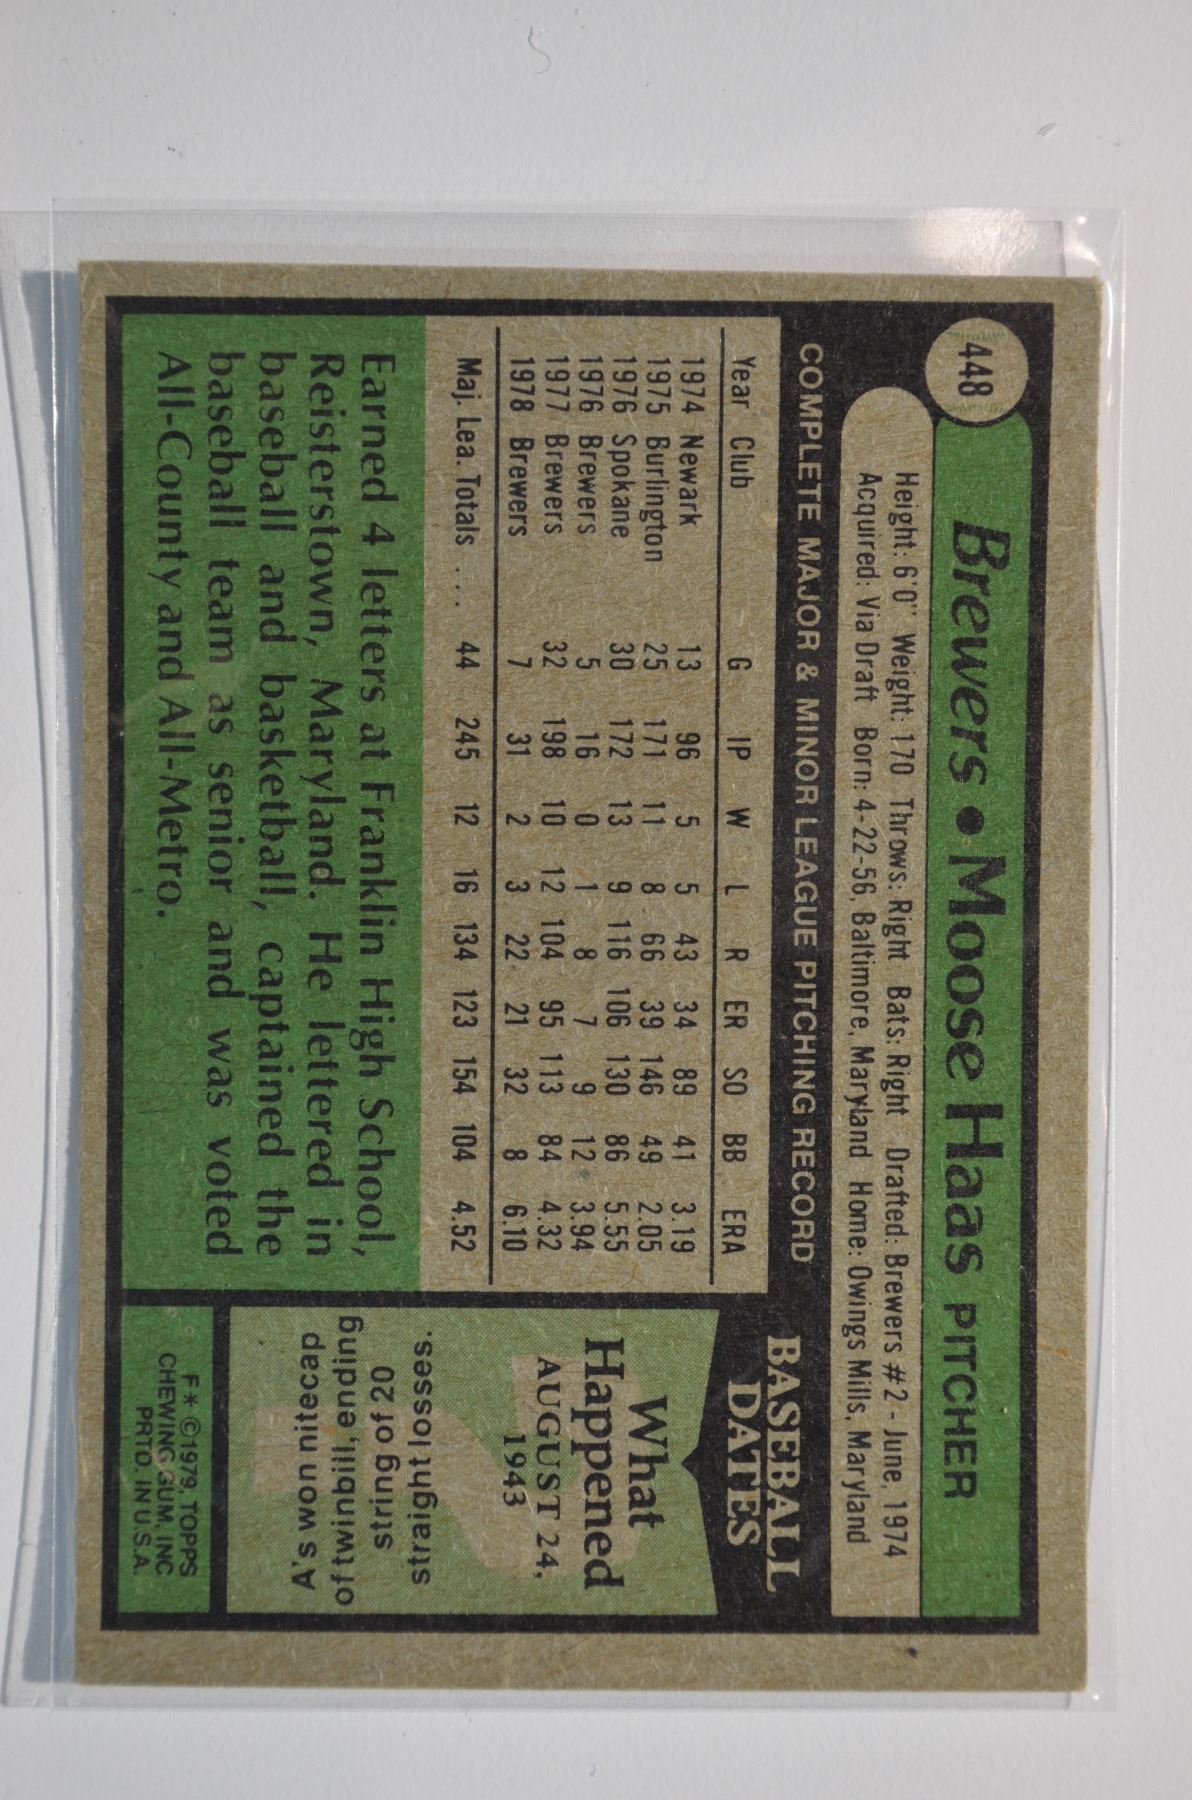 448
Brewers • Moose Haas PITCHER
Height: 6'0" Weight: 170 Throws: Right Bats: Right Drafted: Brewers #2 - June, 1974
Acquired: Via Draft Born: 4-22-56, Baltimore, Maryland Home: Owings Mills, Maryland
COMPLETE MAJOR & MINOR LEAGUE PITCHING RECORD
Year Club G IP W L R ER SO BB ERA
1974 Newark 13 96 5 5 43 34 89 41 3.19
1975 Burlington 25 171 11 8 66 39 146 49 2.05
1976 Spokane 30 172 13 9 116 106 130 86 5.55
1976 Brewers 5 16 0 1 8 7 9 12 3.94
1977 Brewers 32 198 10 12 104 95 113 84 4.32
1978 Brewers 7 31 2 3 22 21 32 8 6.10
Maj. Lea. Totals .... 44 245 12 16 134 123 154 104 4.52
Earned 4 letters at Franklin High School,
Reisterstown, Maryland. He lettered in
baseball and basketball, captained the
baseball team as senior and was voted
All-County and All-Metro.
BASEBALL
DATES
What
Happened
AUGUST 24,
1943
A's won nitecap
of twinbill, ending
string of 20
straight losses.
F* ©1979, TOPPS
CHEWING GUM, INC
PRTD. IN U.S.A.